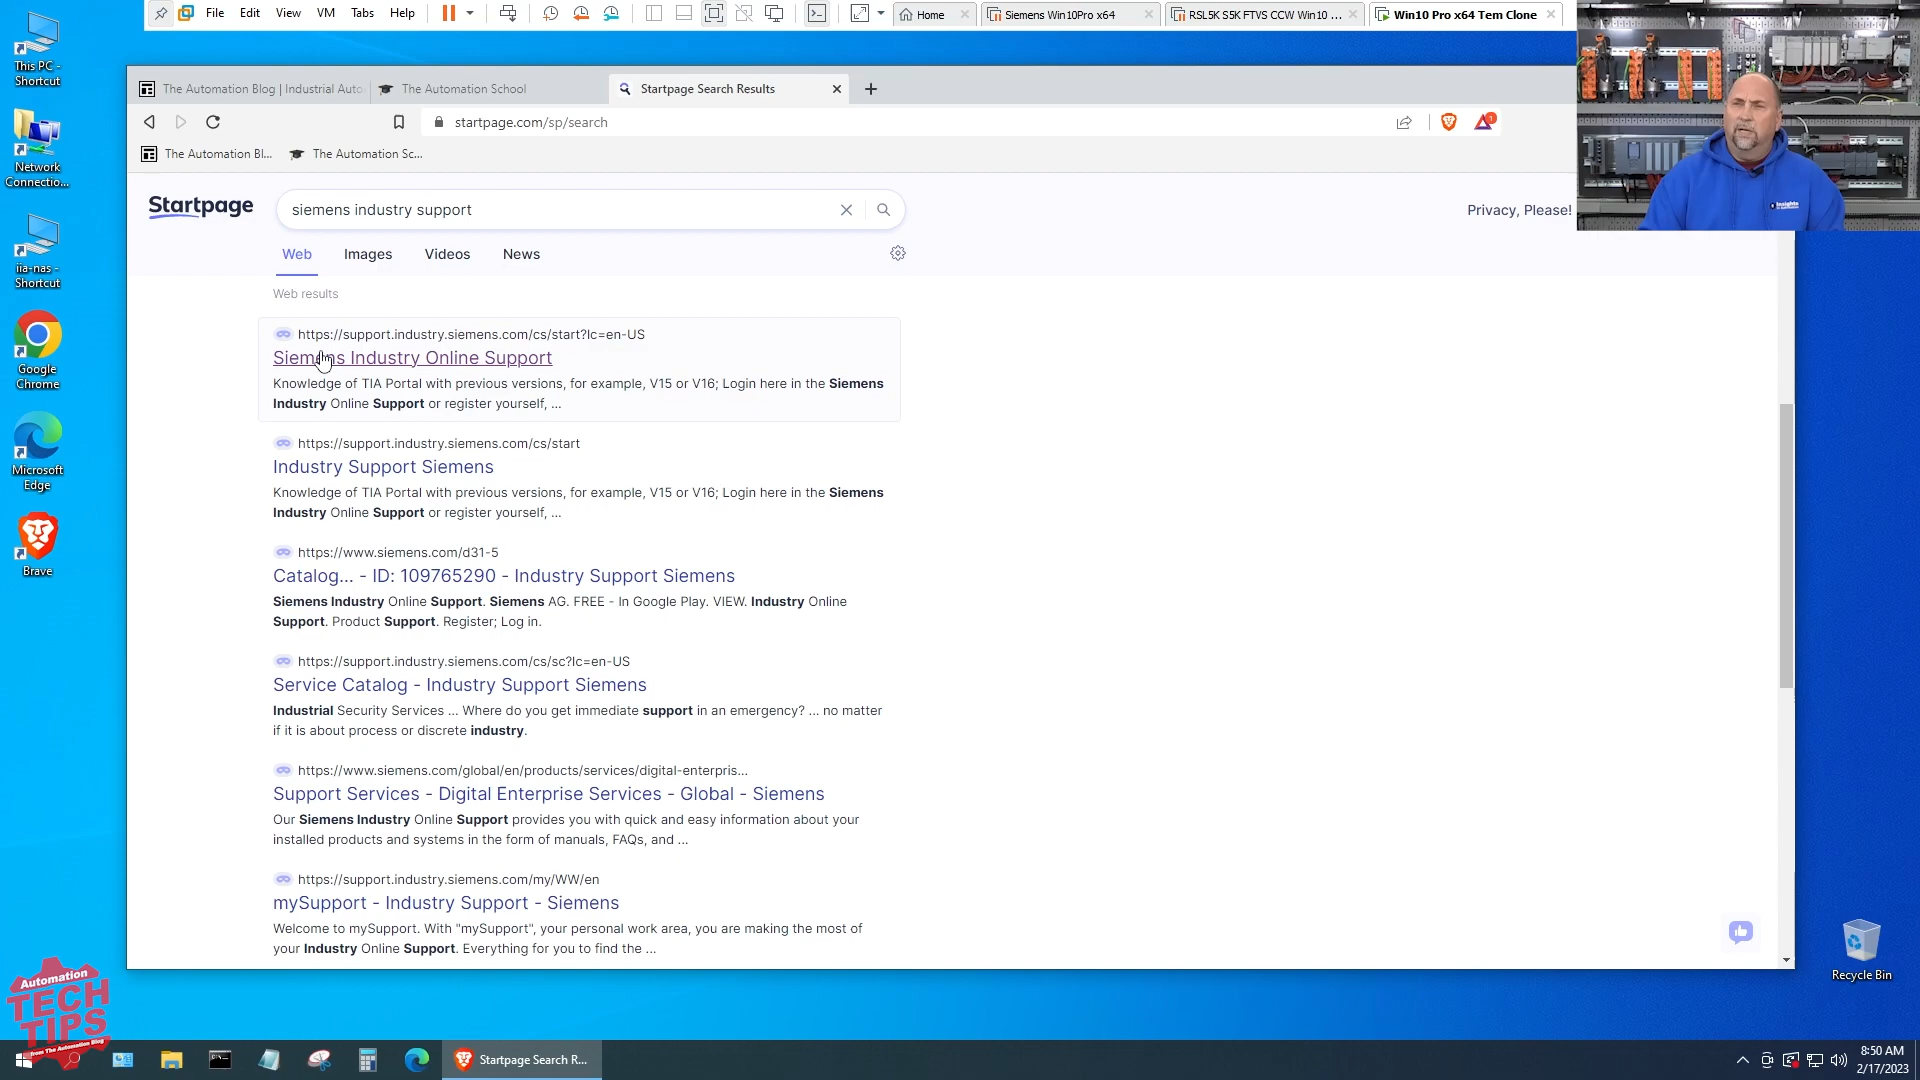 File Edit View VM Tabs Help
Home
Siemens Win10Pro x64
RSL5K S5K FTVS CCW Win10 ...
Win10 Pro x64 Tem Clone
This PC -
Shortcut
Network
Connectio...
iia-nas -
Shortcut
Google
Chrome
Microsoft
Edge
Brave
The Automation Blog | Industrial Auto
The Automation School
Startpage Search Results
startpage.com/sp/search
1
The Automation Bl...
The Automation Sc...
Startpage
siemens industry support
Privacy, Please!
Web Images Videos News
Web results
https://support.industry.siemens.com/cs/start?lc=en-US
Siemens Industry Online Support
Knowledge of TIA Portal with previous versions, for example, V15 or V16; Login here in the Siemens
Industry Online Support or register yourself, ...
https://support.industry.siemens.com/cs/start
Industry Support Siemens
Knowledge of TIA Portal with previous versions, for example, V15 or V16; Login here in the Siemens
Industry Online Support or register yourself, ...
https://www.siemens.com/d31-5
Catalog... - ID: 109765290 - Industry Support Siemens
Siemens Industry Online Support. Siemens AG. FREE - In Google Play. VIEW. Industry Online
Support. Product Support. Register; Log in.
https://support.industry.siemens.com/cs/sc?lc=en-US
Service Catalog - Industry Support Siemens
Industrial Security Services ... Where do you get immediate support in an emergency? ... no matter
if it is about process or discrete industry.
https://www.siemens.com/global/en/products/services/digital-enterpris...
Support Services - Digital Enterprise Services - Global - Siemens
Our Siemens Industry Online Support provides you with quick and easy information about your
installed products and systems in the form of manuals, FAQs, and ...
https://support.industry.siemens.com/my/WW/en
mySupport - Industry Support - Siemens
Welcome to mySupport. With "mySupport", your personal work area, you are making the most of
your Industry Online Support. Everything for you to find the ...
Recycle Bin
Automation
TECH
TIPS
from The Automation Blog
Startpage Search R...
8:50 AM
2/17/2023